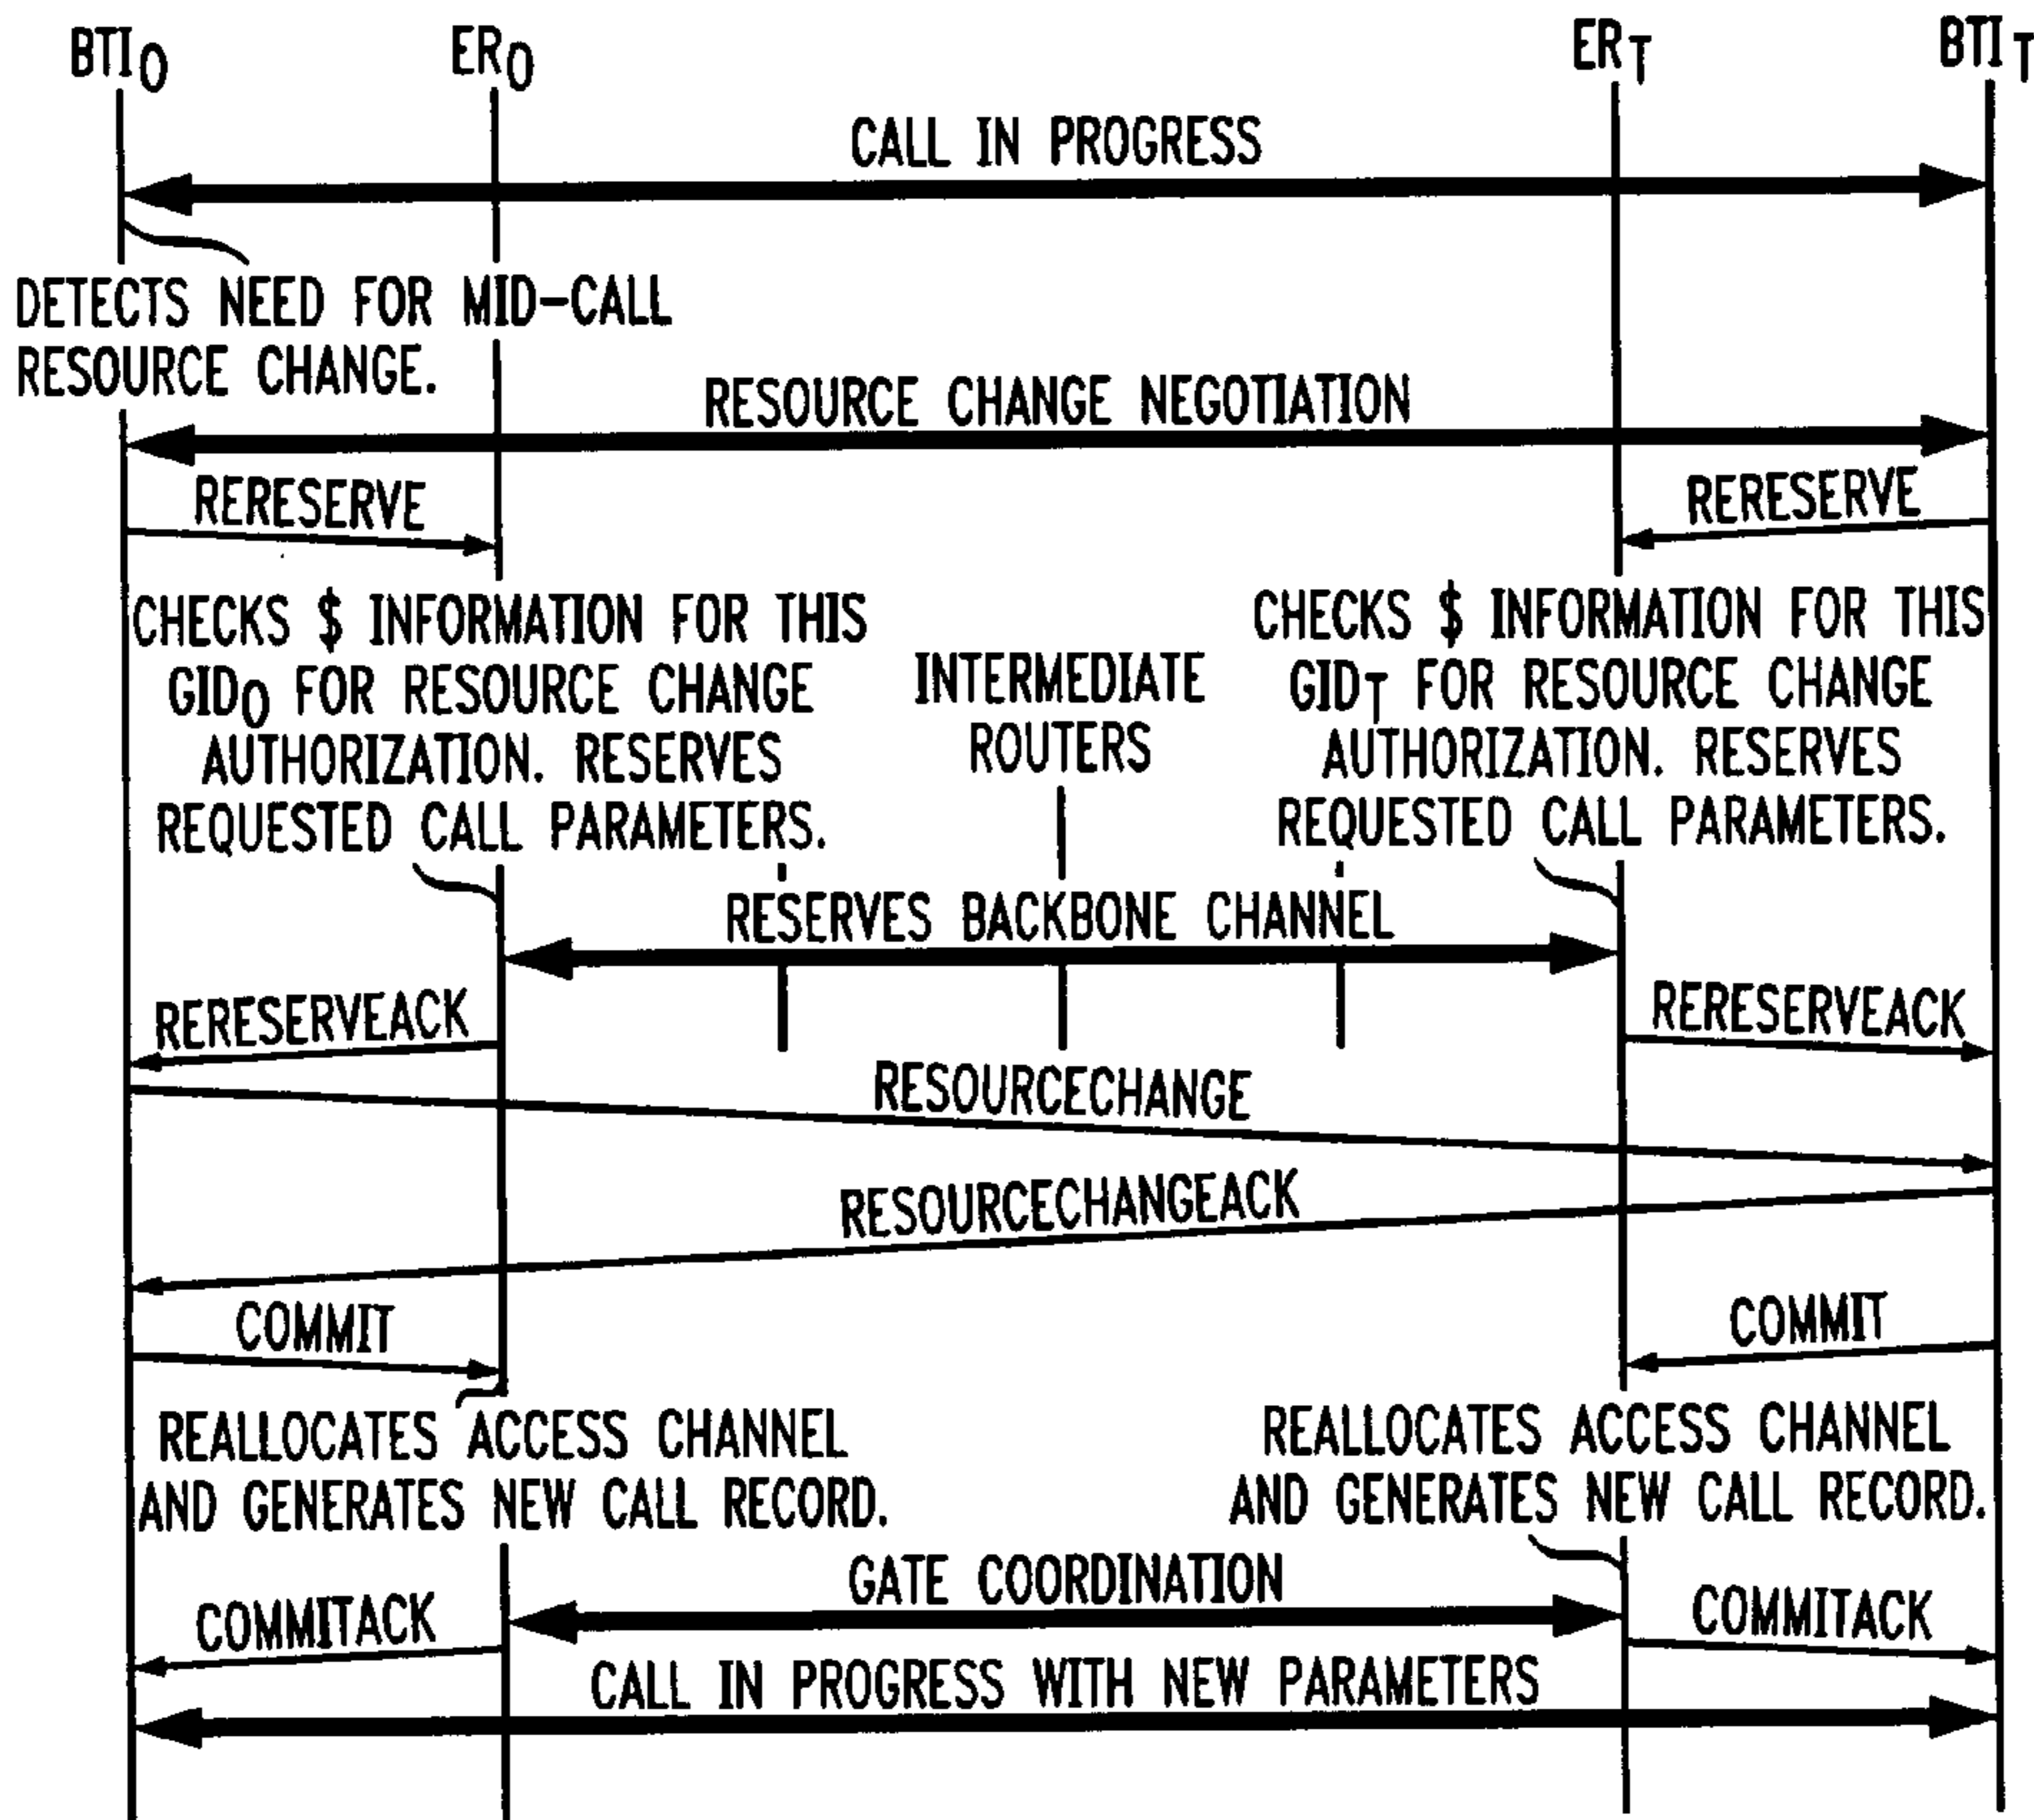 BTIO ERO ERT BTIT
CALL IN PROGRESS
DETECTS NEED FOR MID-CALL
RESOURCE CHANGE.
RESOURCE CHANGE NEGOTIATION
RERESERVE
RERESERVE
CHECKS $ INFORMATION FOR THIS
GIDO FOR RESOURCE CHANGE
AUTHORIZATION. RESERVES
REQUESTED CALL PARAMETERS.
INTERMEDIATE
ROUTERS
CHECKS $ INFORMATION FOR THIS
GIDT FOR RESOURCE CHANGE
AUTHORIZATION. RESERVES
REQUESTED CALL PARAMETERS.
RESERVES BACKBONE CHANNEL
RERESERVEACK
RERESERVEACK
RESOURCECHANGE
RESOURCECHANGEACK
COMMIT
COMMIT
REALLOCATES ACCESS CHANNEL
AND GENERATES NEW CALL RECORD.
REALLOCATES ACCESS CHANNEL
AND GENERATES NEW CALL RECORD.
GATE COORDINATION
COMMITACK
COMMITACK
CALL IN PROGRESS WITH NEW PARAMETERS